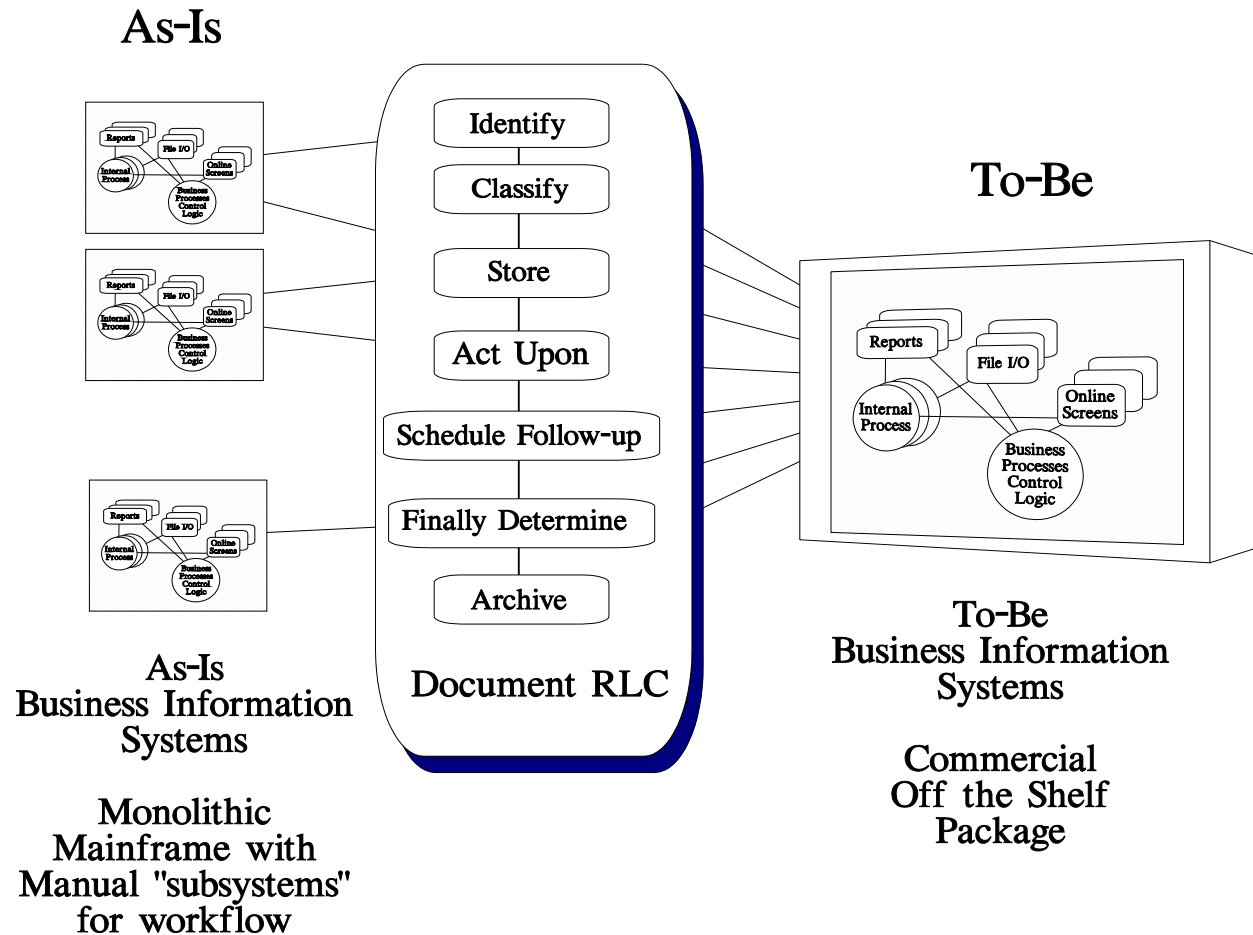 As-Is
Reports
File I/O
Online
Screens
Internal
Process
Business
Processes
Control
Logic
Reports
File I/O
Online
Screens
Internal
Process
Business
Processes
Control
Logic
Reports
File I/O
Online
Screens
Internal
Process
Business
Processes
Control
Logic
As-Is
Business Information
Systems
Monolithic
Mainframe with
Manual "subsystems"
for workflow
Identify
Classify
Store
Act Upon
Schedule Follow-up
Finally Determine
Archive
Document RLC
To-Be
Reports
File I/O
Online
Screens
Internal
Process
Business
Processes
Control
Logic
To-Be
Business Information
Systems
Commercial
Off the Shelf
Package